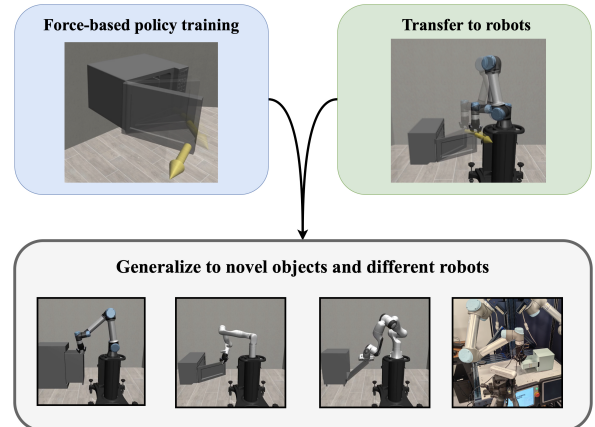 Force-based policy training
Transfer to robots
Generalize to novel objects and different robots